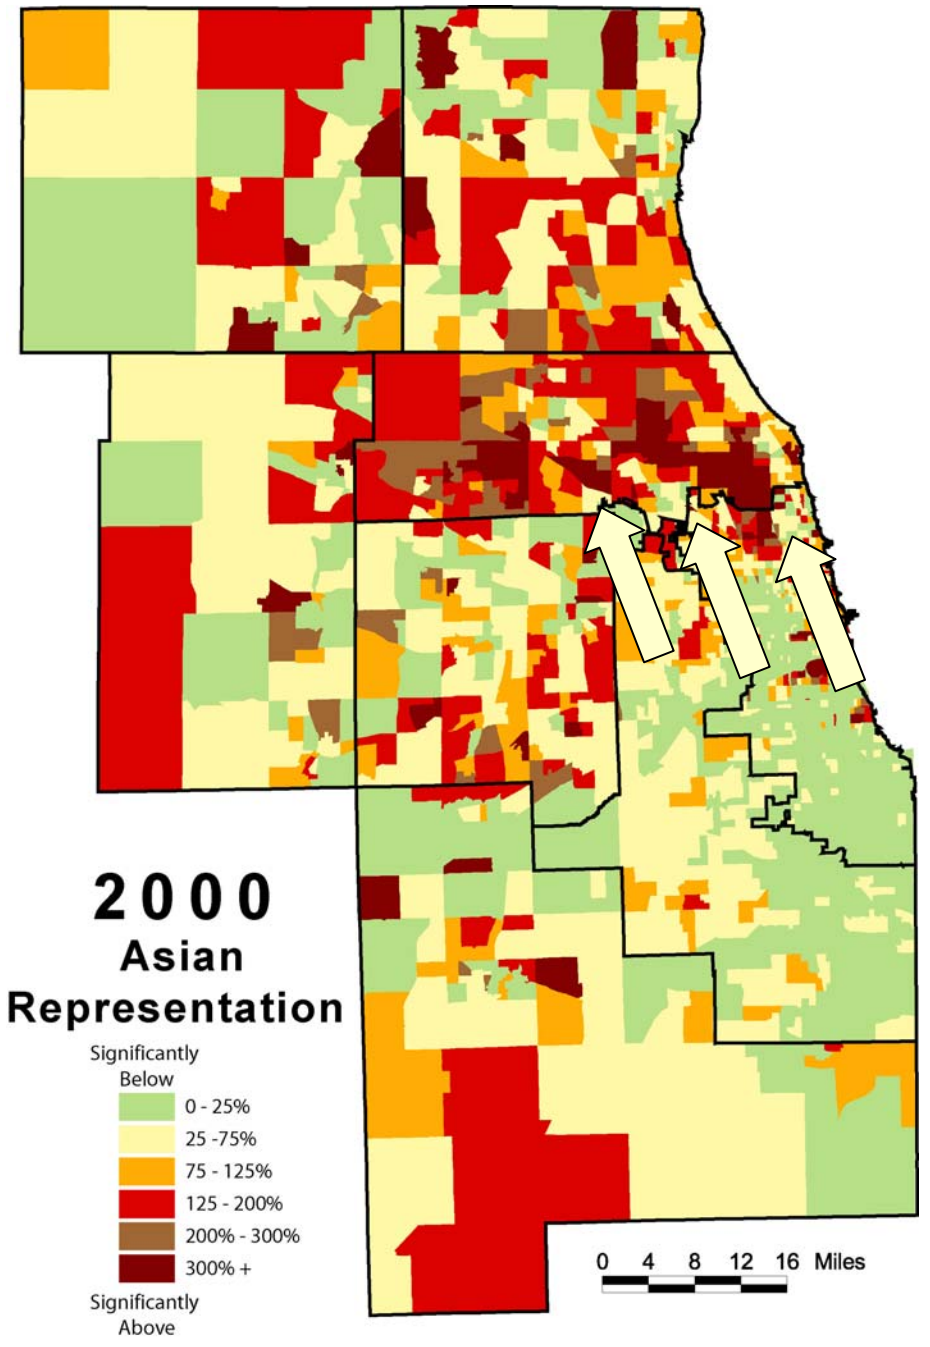 2000
Asian
Representation
Significantly
Below
0 - 25%
25 -75%
75 - 125%
125 - 200%
200% - 300%
300% +
Significantly
Above
0 4 8 12 16 Miles